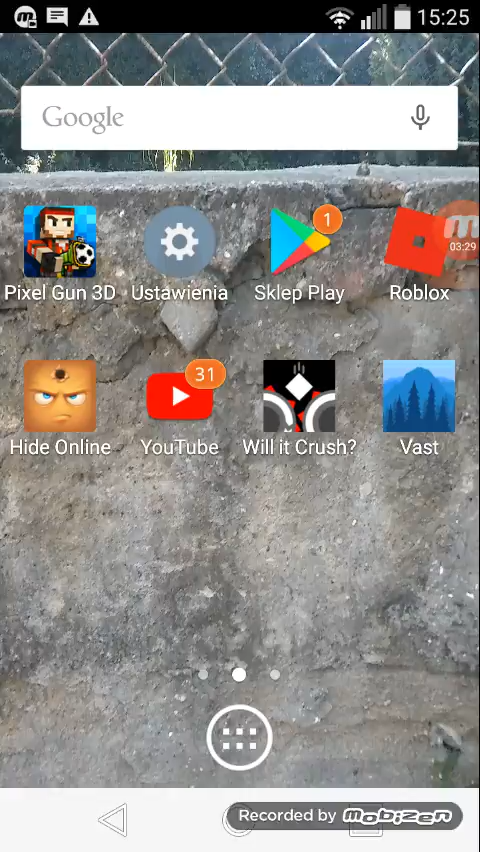 15:25
Google
1
03:29
Pixel Gun 3D
Ustawienia
Sklep Play
Roblox
31
Hide Online
YouTube
Will it Crush?
Vast
Recorded by Mobizen